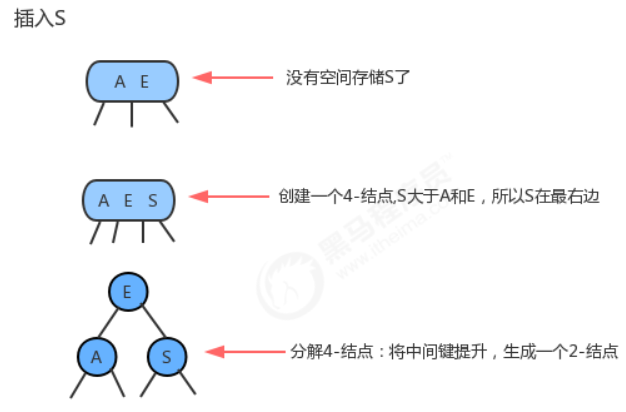 插入S
A E
没有空间存储S了
A E S
创建一个4-结点,S大于A和E，所以S在最右边
黑马程序员
www.itheima.com
E
A S
分解4-结点：将中间键提升，生成一个2-结点